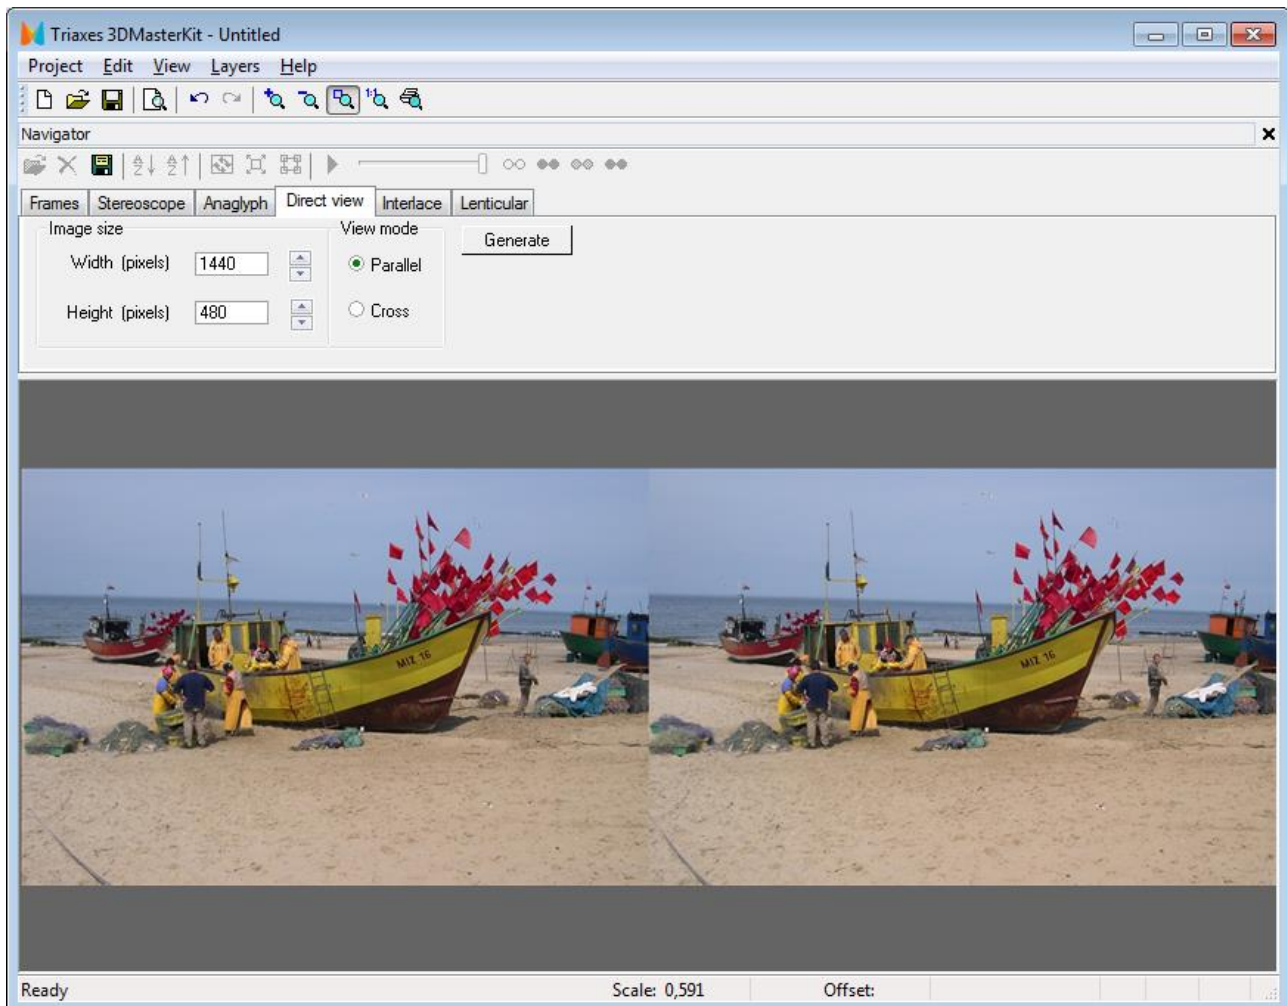 Triaxes 3DMasterKit - Untitled
Project Edit View Layers Help
1:1
Navigator
Frames Stereoscope Anaglyph Direct view Interlace Lenticular
Image size View mode Generate
Width (pixels) 1440 Parallel
Height (pixels) 480 Cross
MIZ 16 MIZ 16
Ready Scale: 0,591 Offset: